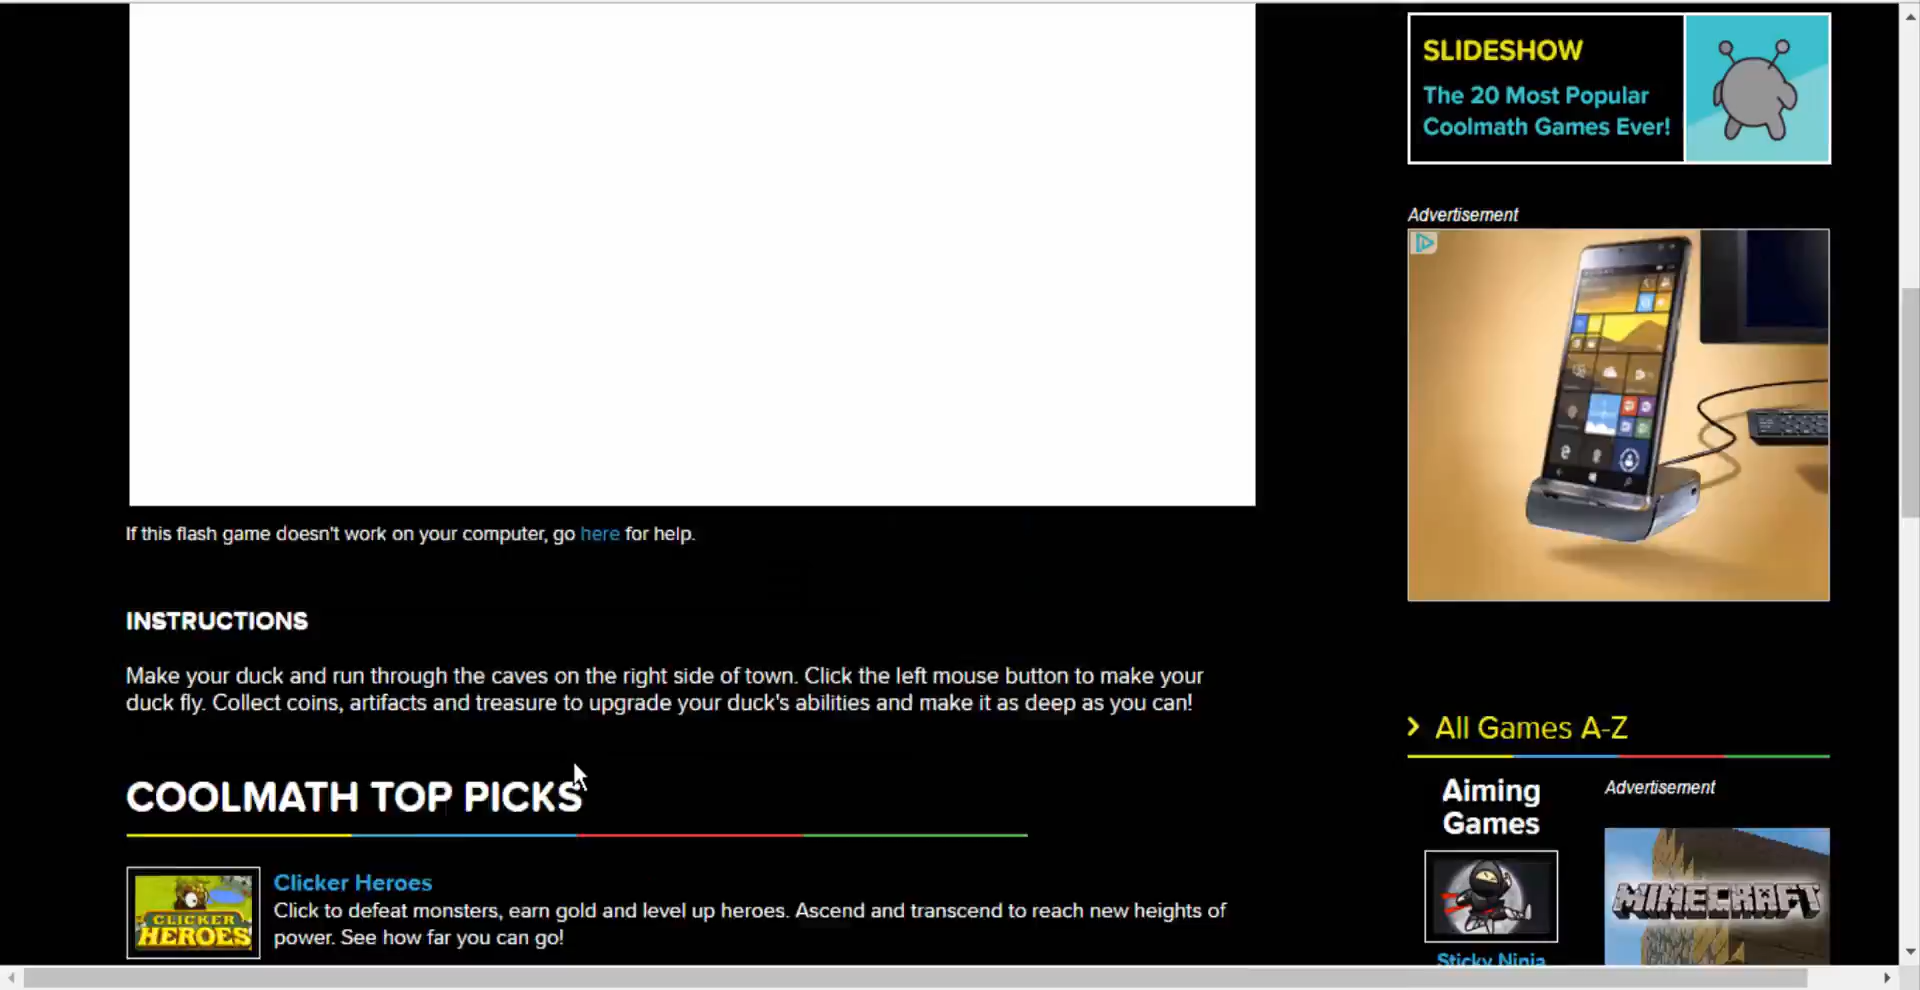 SLIDESHOW
The 20 Most Popular
Coolmath Games Ever!
Advertisement
If this flash game doesn't work on your computer, go here for help.
INSTRUCTIONS
Make your duck and run through the caves on the right side of town. Click the left mouse button to make your
duck fly. Collect coins, artifacts and treasure to upgrade your duck's abilities and make it as deep as you can!
COOLMATH TOP PICKS
CLICKER
HEROES
Clicker Heroes
Click to defeat monsters, earn gold and level up heroes. Ascend and transcend to reach new heights of
power. See how far you can go!
All Games A-Z
Aiming
Games
Sticky Ninja
Advertisement
MINECRAFT